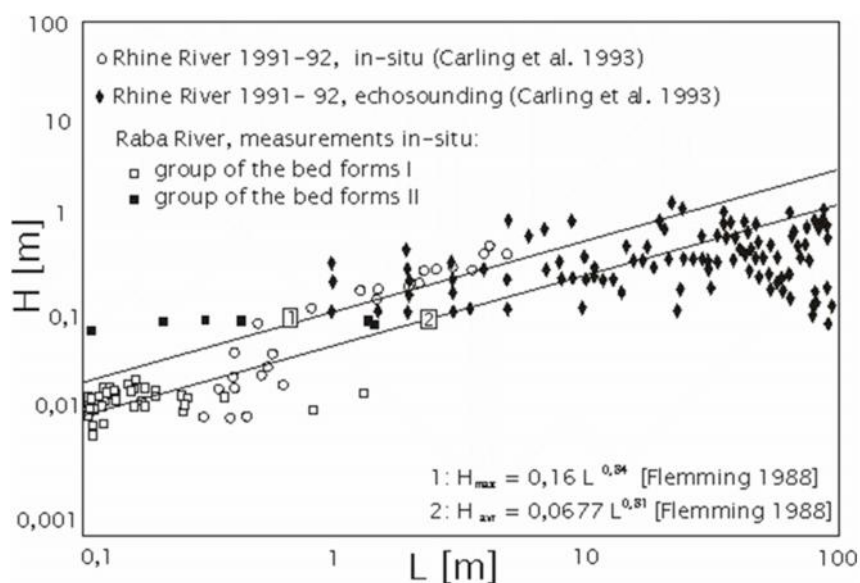 100
Rhine River 1991-92, in-situ (Carling et al. 1993)
Rhine River 1991- 92, echosounding (Carling et al. 1993)
10
Raba River, measurements in-situ:
group of the bed forms I
group of the bed forms II
1
H [m]
0,1
1
2
0,01
1: H max = 0,16 L 0,84 [Flemming 1988]
2: H avr = 0,0677 L 0,81 [Flemming 1988]
0,001
0,1
1
10
100
L [m]